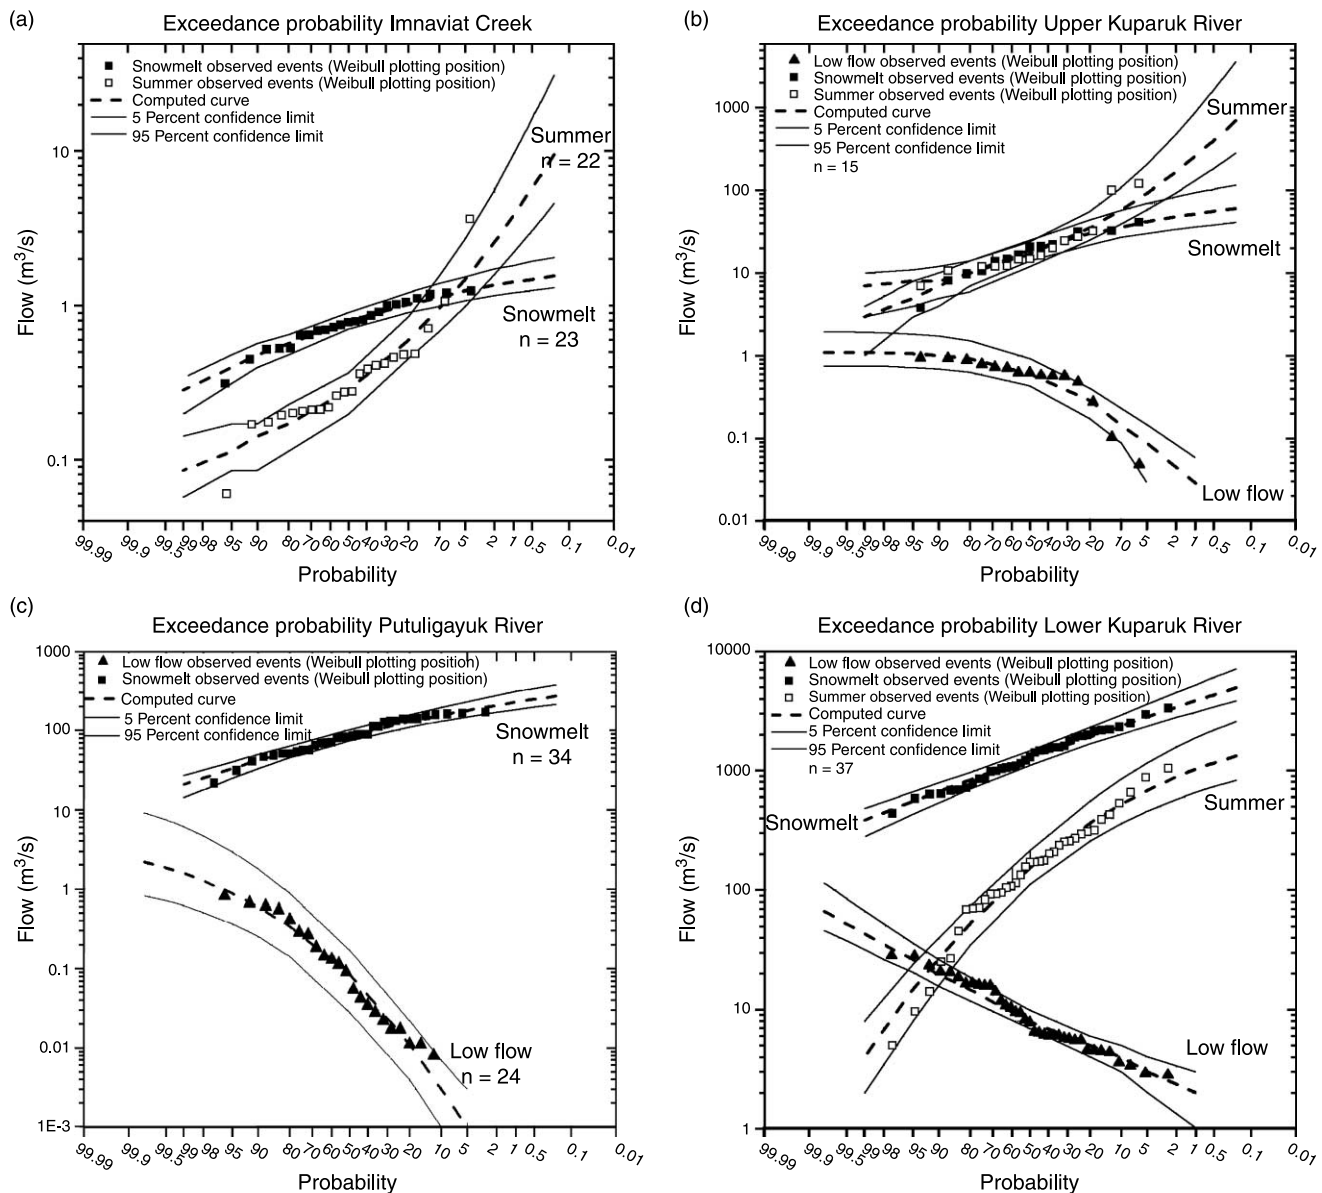 (a)
Exceedance probability Imnaviat Creek
Snowmelt observed events (Weibull plotting position)
Summer observed events (Weibull plotting position)
Computed curve
5 Percent confidence limit
95 Percent confidence limit
Summer
n = 22
Snowmelt
n = 23
Flow (m³/s)
10
1
0.1
99.99 99.9 99.5 99 98 95 90 80 70 60 50 40 30 20 10 5 2 1 0.5 0.1 0.01
Probability
(b)
Exceedance probability Upper Kuparuk River
Low flow observed events (Weibull plotting position)
Snowmelt observed events (Weibull plotting position)
Summer observed events (Weibull plotting position)
Computed curve
5 Percent confidence limit
95 Percent confidence limit
n = 15
Summer
Snowmelt
Low flow
Flow (m³/s)
1000
100
10
1
0.1
0.01
99.99 99.9 99.5 99 98 95 90 80 70 60 50 40 30 20 10 5 2 1 0.5 0.1 0.01
Probability
(c)
Exceedance probability Putuligayuk River
Low flow observed events (Weibull plotting position)
Snowmelt observed events (Weibull plotting position)
Computed curve
5 Percent confidence limit
95 Percent confidence limit
Snowmelt
n = 34
Low flow
n = 24
Flow (m³/s)
1000
100
10
1
0.1
0.01
1E-3
99.99 99.9 99.5 99 98 95 90 80 70 60 50 40 30 20 10 5 2 1 0.5 0.1 0.01
Probability
(d)
Exceedance probability Lower Kuparuk River
Low flow observed events (Weibull plotting position)
Snowmelt observed events (Weibull plotting position)
Summer observed events (Weibull plotting position)
Computed curve
5 Percent confidence limit
95 Percent confidence limit
n = 37
Snowmelt
Summer
Low flow
Flow (m³/s)
10000
1000
100
10
1
99.99 99.9 99.5 99 98 95 90 80 70 60 50 40 30 20 10 5 2 1 0.5 0.1 0.01
Probability